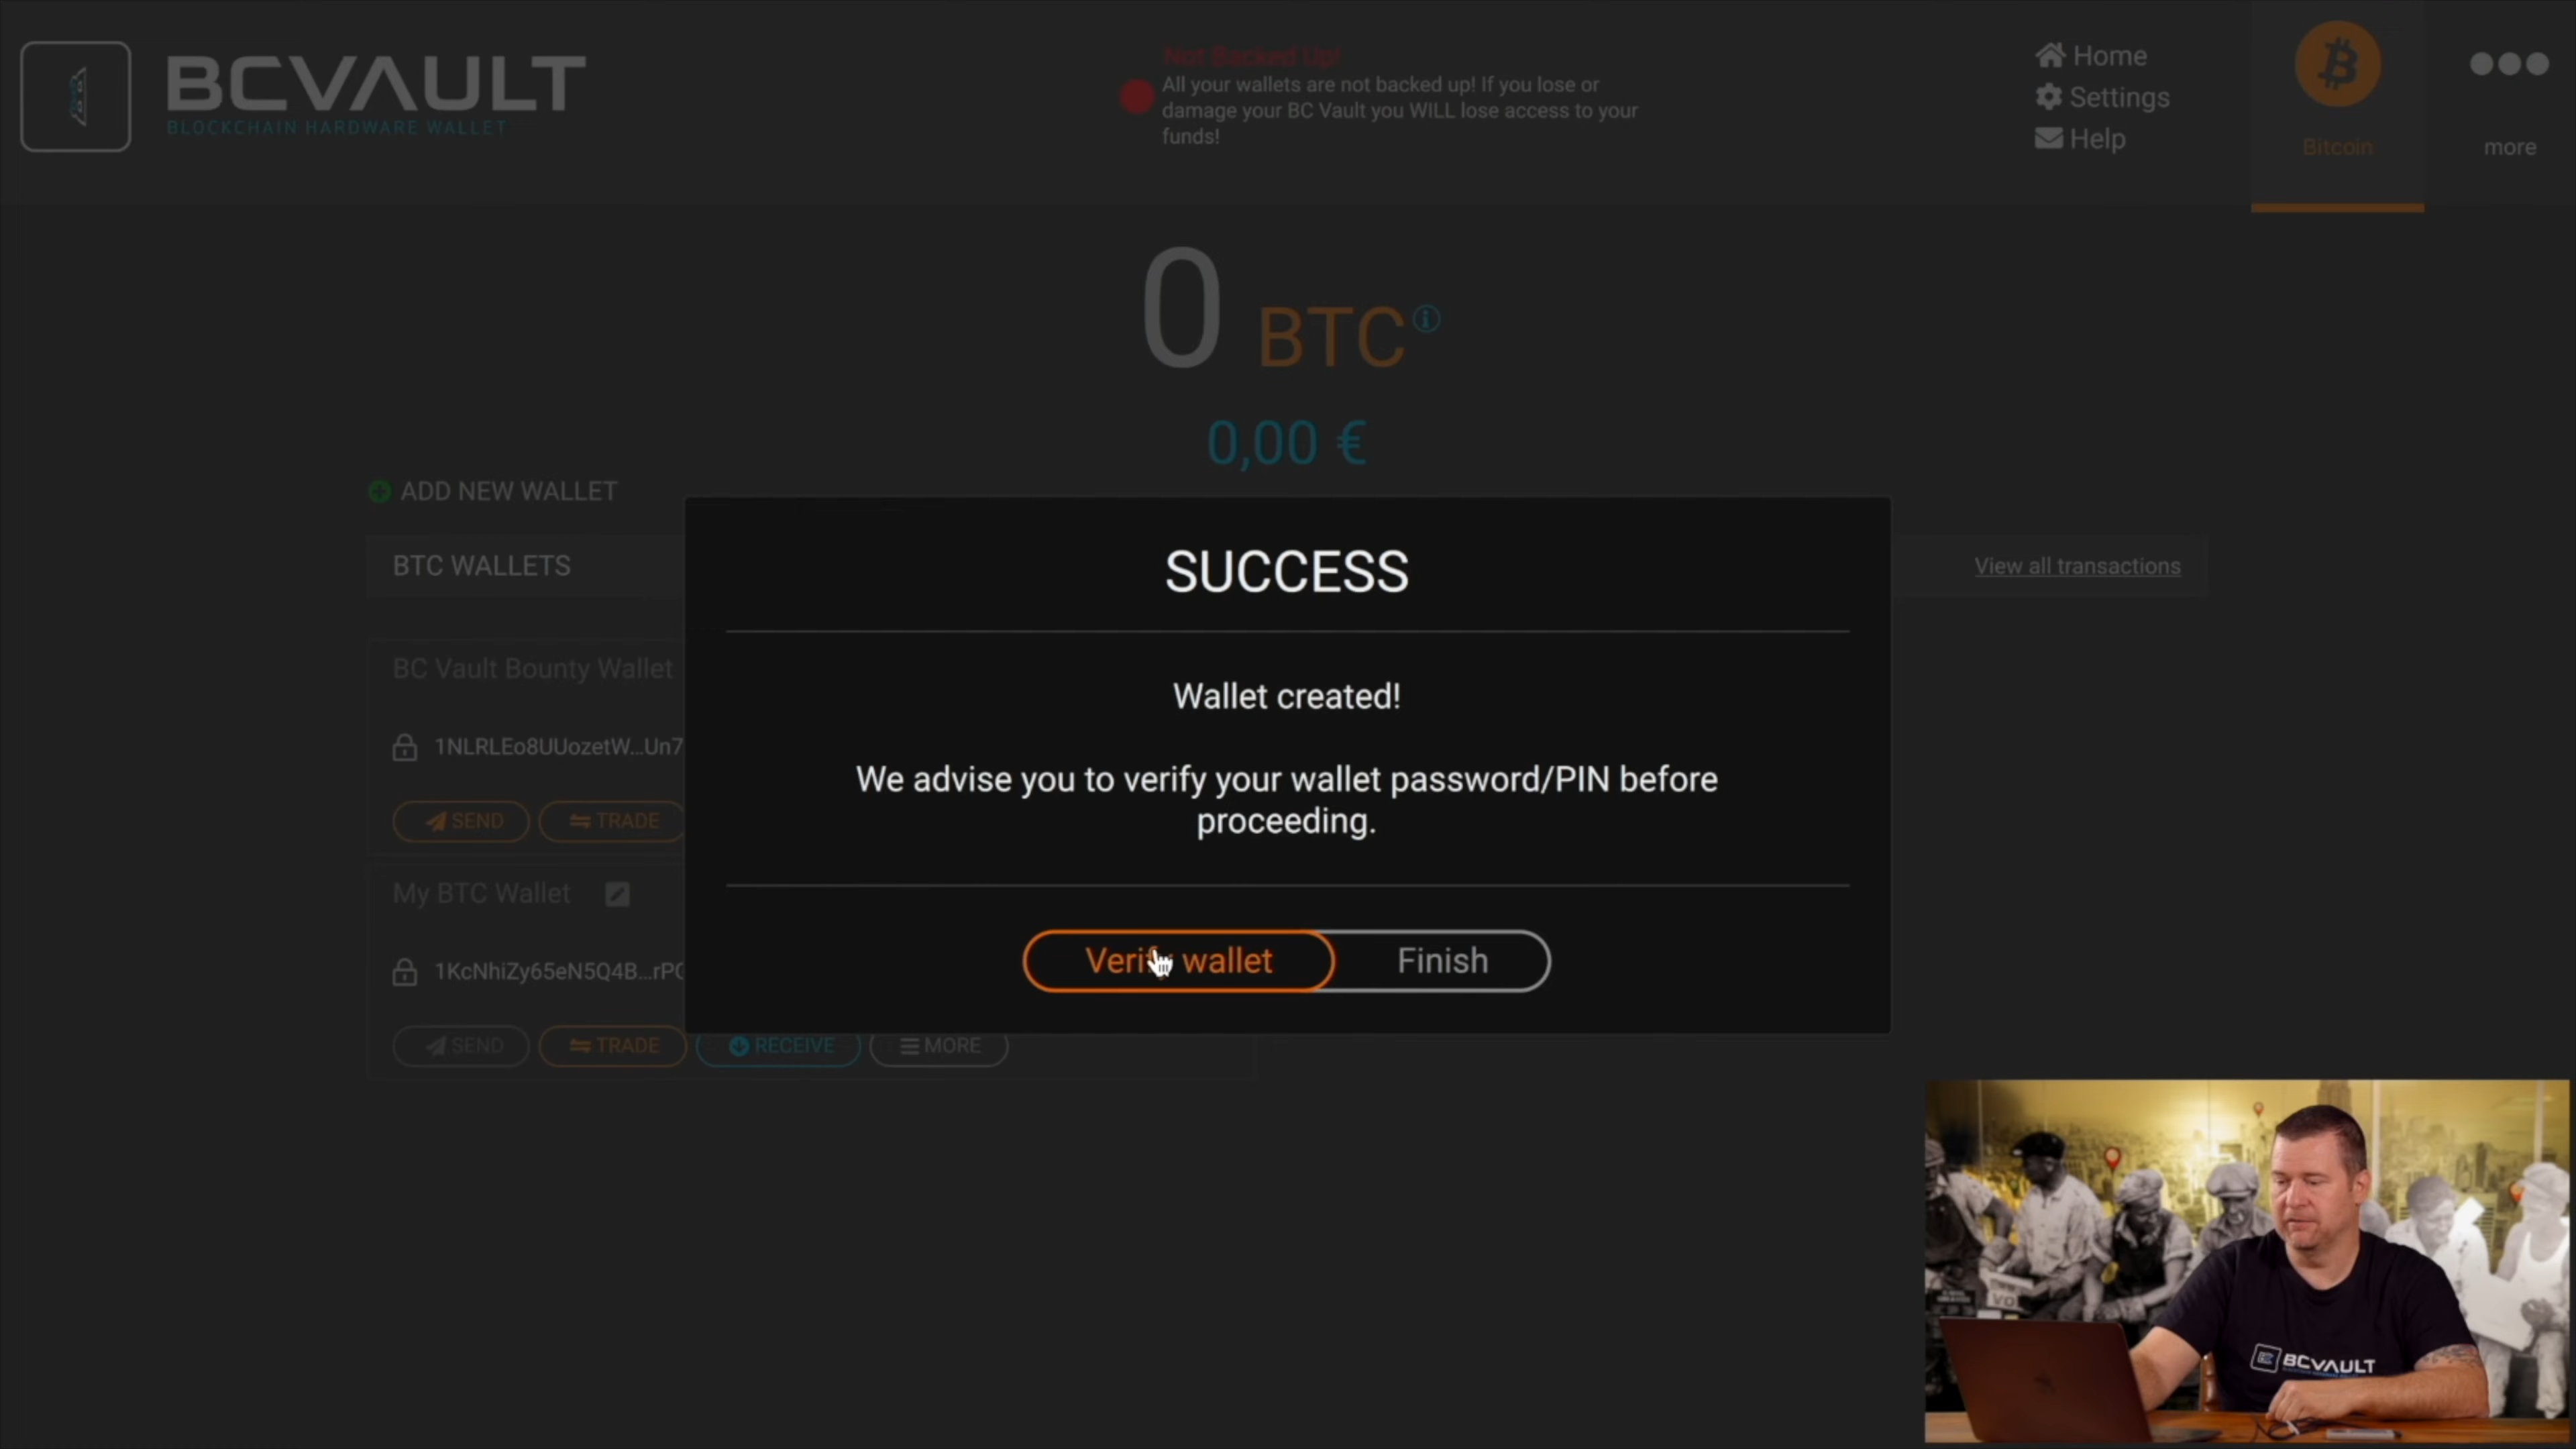 BCVAULT
BLOCKCHAIN HARDWARE WALLET
Not Backed Up!
All your wallets are not backed up! If you lose or
damage your BC Vault you WILL lose access to your
funds!
Home
Settings
Help
Bitcoin
more
0 BTC
0,00 €
ADD NEW WALLET
BTC WALLETS
View all transactions
BC Vault Bounty Wallet
1NLRLEo8UUozetW...Un7
SEND
TRADE
My BTC Wallet
1KcNhiZy65eN5Q4B...rP
SEND
TRADE
RECEIVE
MORE
SUCCESS
Wallet created!
We advise you to verify your wallet password/PIN before
proceeding.
Verify wallet
Finish
BCVAULT